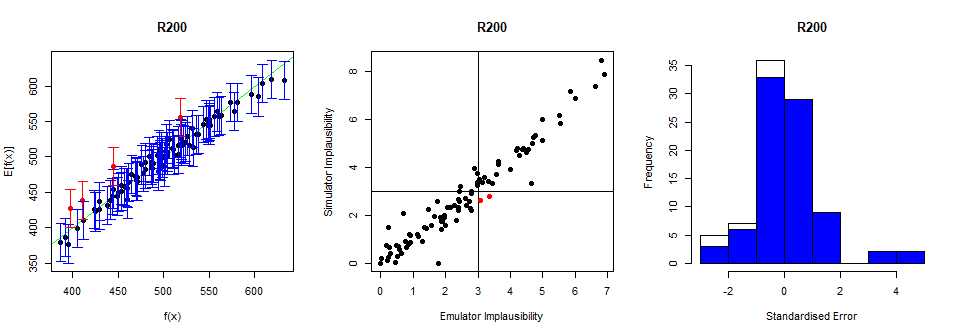 R200
E[f(x)]
350 400 450 500 550 600
400 450 500 550 600
f(x)
R200
Simulator Implausibility
0 2 4 6 8
0 1 2 3 4 5 6 7
Emulator Implausibility
R200
Frequency
0 5 10 15 20 25 30 35
-2 0 2 4
Standardised Error